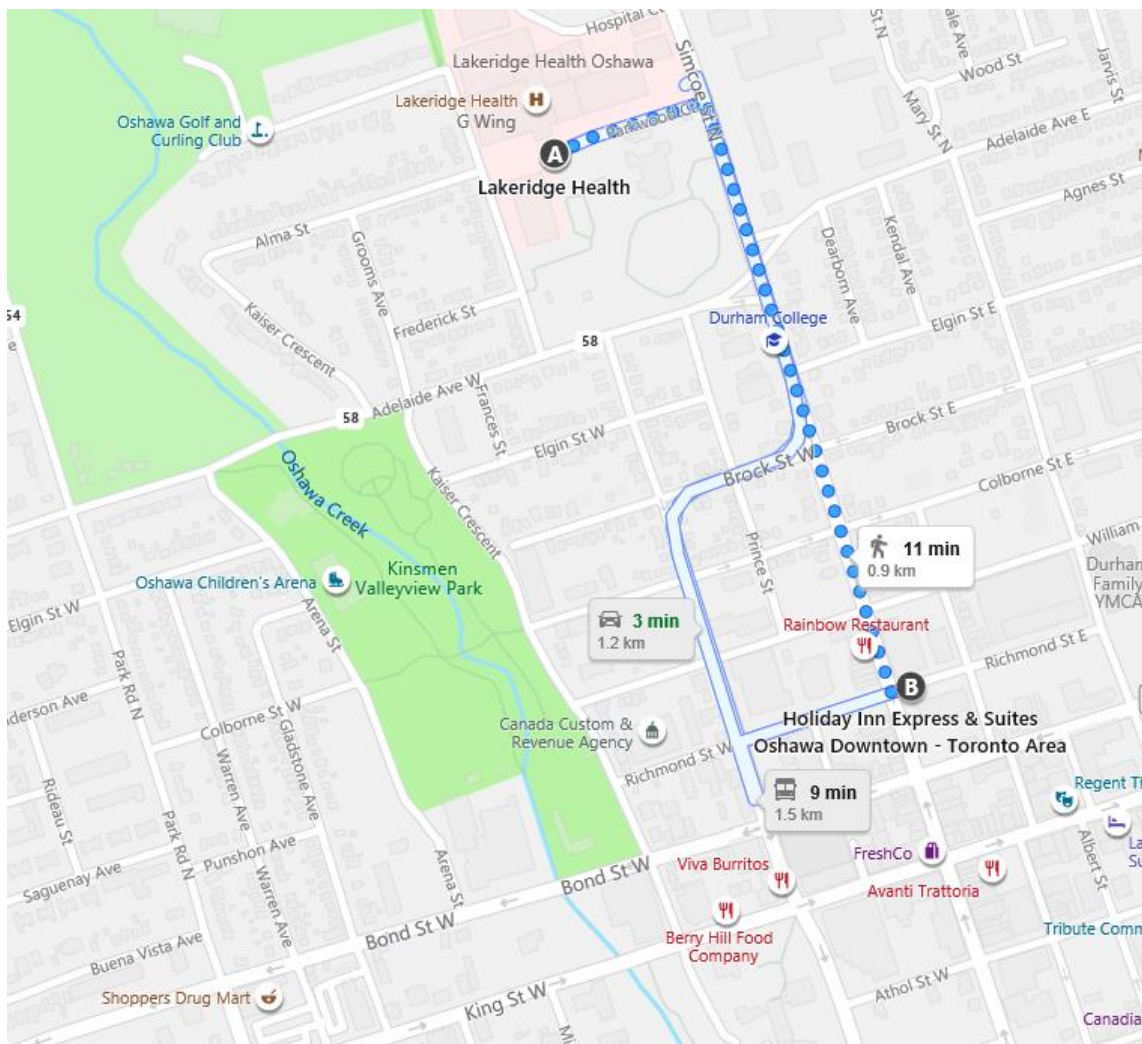 Hospital C
Simcoe St N
Lakeridge Health Oshawa
Lakeridge Health
G Wing
H
Parkwood C
A
Lakeridge Health
Oshawa Golf and
Curling Club
Wood St
Jarvis St
Mary St N
Adelaide Ave E
Agnes St
Alma St
Grooms Ave
Kaiser Crescent
Frederick St
Dearborn Ave
Kendal Ave
54
Durham College
Elgin St E
58
Adelaide Ave W
58
Frances St
Elgin St W
Brock St E
Brock St W
Colborne St E
Oshawa Creek
Kaiser Crescent
Prince St
William
11 min
0.9 km
Durham
Family
YMCA
Oshawa Children's Arena
Kinsmen
Valleyview Park
Elgin St W
Arena St
3 min
1.2 km
Rainbow Restaurant
Richmond St E
B
Holiday Inn Express & Suites
Oshawa Downtown - Toronto Area
Park Rd N
Colborne St W
Gladstone Ave
Warren Ave
Canada Custom &
Revenue Agency
Richmond St W
9 min
1.5 km
Regent Th
Rideau St
Park Rd N
Punshon Ave
Saguenay Ave
Warren Ave
Arena St
Bond St W
Viva Burritos
FreshCo
Avanti Trattoria
Albert St
La
Su
Bond St W
Berry Hill Food
Company
Tribute Comm
Buena Vista Ave
Shoppers Drug Mart
King St W
Athol St W
Mi
Canadia